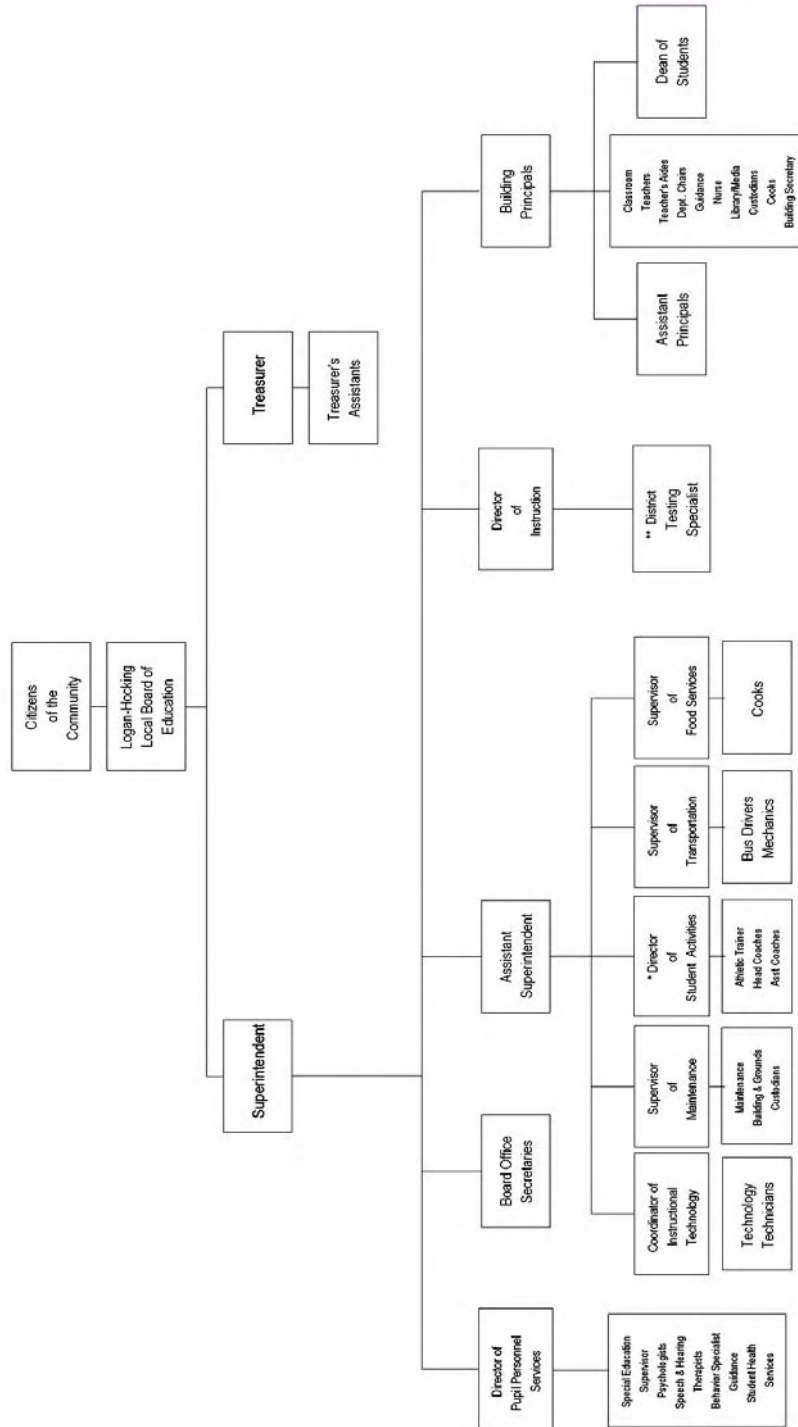 Citizens
of the
Community
Logan-Hocking
Local Board of
Education
Superintendent
Treasurer
Treasurer's
Assistants
Director of
Pupil Personnel
Services
Board Office
Secretaries
Assistant
Superintendent
Director
of
Instruction
Building
Principals
Special Education
Supervisor
Psychologists
Speech & Hearing
Therapists
Behavior Specialist
Guidance
Student Health
Services
Coordinator of
Instructional
Technology
Technology
Technicians
Supervisor
of
Maintenance
Maintenance
Building & Grounds
Custodians
* Director
of
Student Activities
Athletic Trainer
Head Coaches
Asst Coaches
Supervisor
of
Transportation
Bus Drivers
Mechanics
Supervisor
of
Food Services
Cooks
** District
Testing
Specialist
Assistant
Principals
Classroom
Teachers
Teacher's Aides
Dept. Chairs
Guidance
Nurse
Library/Media
Custodians
Cooks
Building Secretary
Dean of
Students